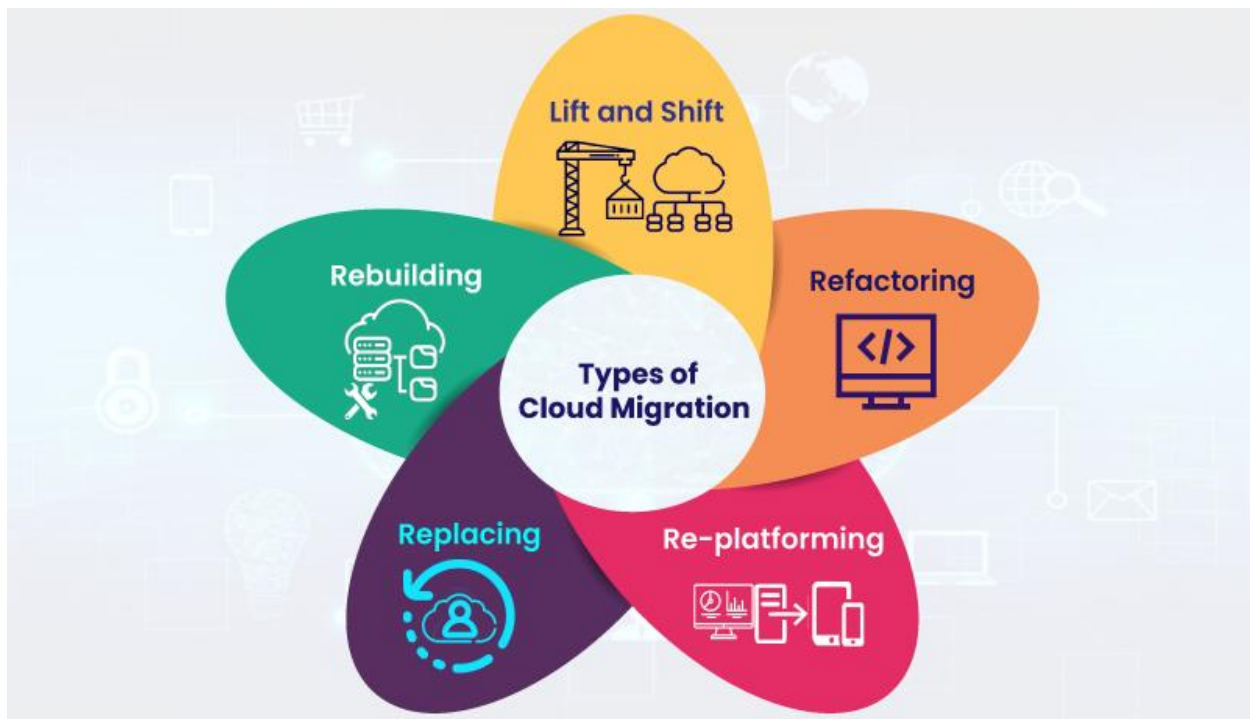 Lift and Shift
Rebuilding
Refactoring
Types of
Cloud Migration
Replacing
Re-platforming